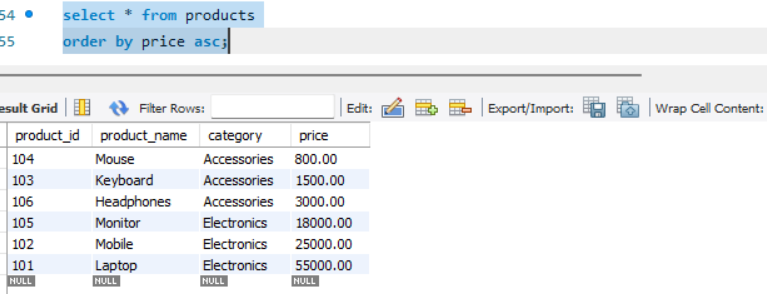 54 select * from products
55 order by price asc;
esult Grid Filter Rows: Edit: Export/Import: Wrap Cell Content:
product_id product_name category price
104 Mouse Accessories 800.00
103 Keyboard Accessories 1500.00
106 Headphones Accessories 3000.00
105 Monitor Electronics 18000.00
102 Mobile Electronics 25000.00
101 Laptop Electronics 55000.00
NULL NULL NULL NULL